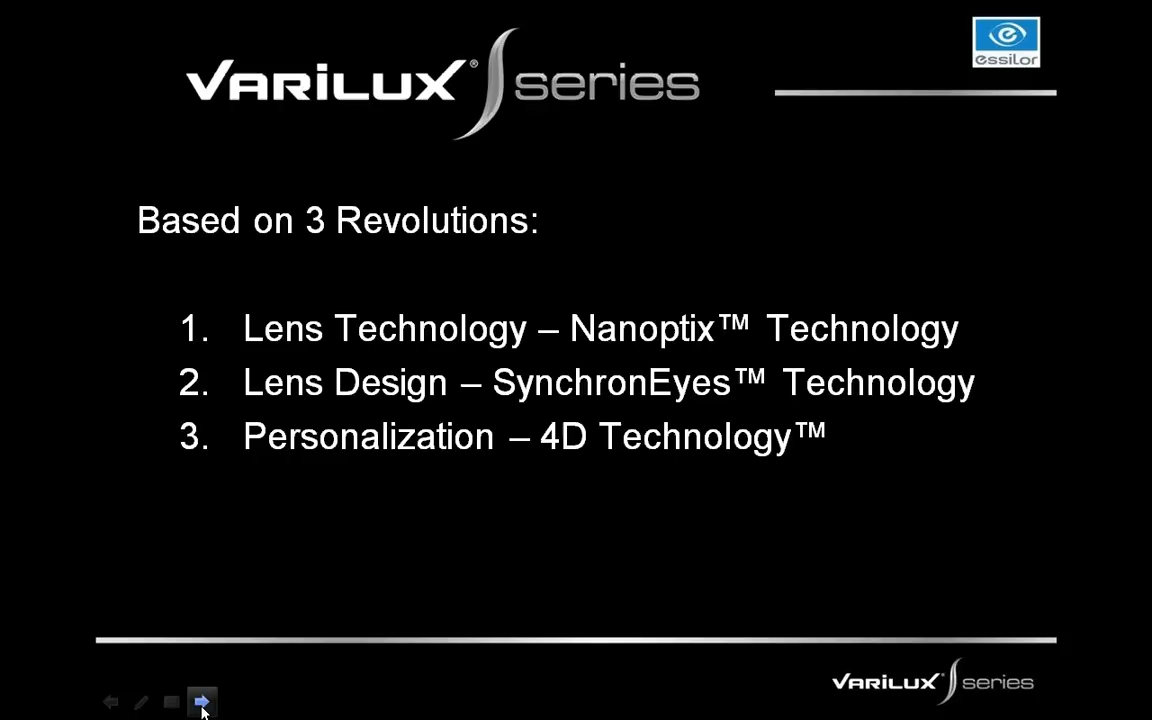 VARILUX® S series
essilor
Based on 3 Revolutions:
1. Lens Technology – Nanoptix™ Technology
2. Lens Design – SynchronEyes™ Technology
3. Personalization – 4D Technology™
VARILUX® S series